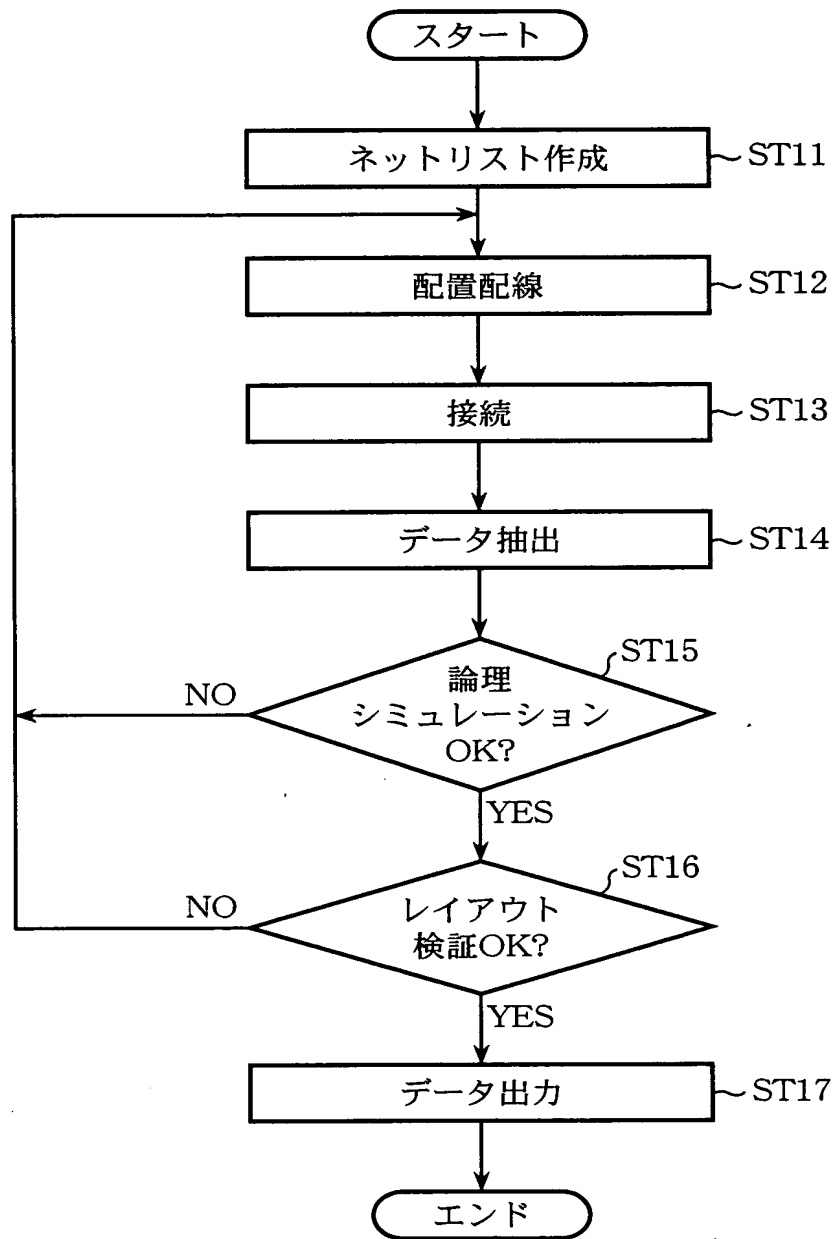 スタート
ネットリスト作成
ST11
配置配線
ST12
接続
ST13
データ抽出
ST14
ST15
論理
シミュレーション
OK?
NO
YES
ST16
レイアウト
検証OK?
NO
YES
データ出力
ST17
エンド